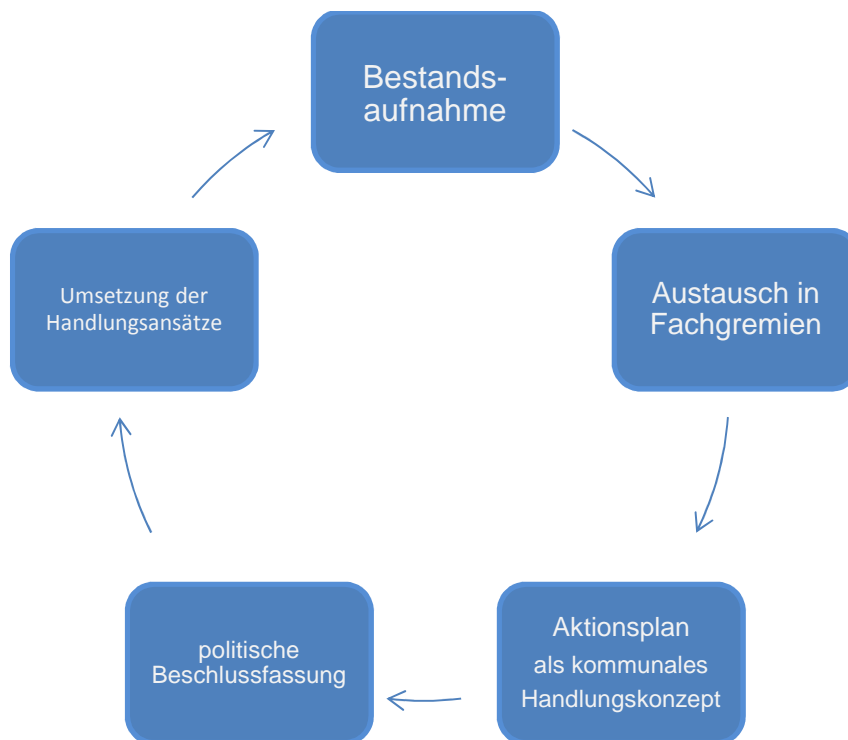 Bestands-
aufnahme
Austausch in
Fachgremien
Aktionsplan
als kommunales
Handlungskonzept
politische
Beschlussfassung
Umsetzung der
Handlungsansätze